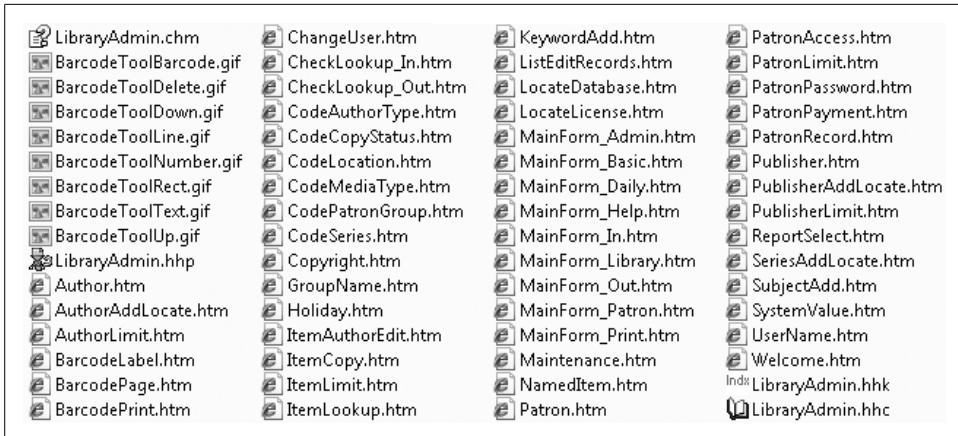 LibraryAdmin.chm
BarcodeToolBarcode.gif
BarcodeToolDelete.gif
BarcodeToolDown.gif
BarcodeToolLine.gif
BarcodeToolNumber.gif
BarcodeToolRect.gif
BarcodeToolText.gif
BarcodeToolUp.gif
LibraryAdmin.hhp
Author.htm
AuthorAddLocate.htm
AuthorLimit.htm
BarcodeLabel.htm
BarcodePage.htm
BarcodePrint.htm
ChangeUser.htm
CheckLookup_In.htm
CheckLookup_Out.htm
CodeAuthorType.htm
CodeCopyStatus.htm
CodeLocation.htm
CodeMediaType.htm
CodePatronGroup.htm
CodeSeries.htm
Copyright.htm
GroupName.htm
Holiday.htm
ItemAuthorEdit.htm
ItemCopy.htm
ItemLimit.htm
ItemLookup.htm
KeywordAdd.htm
ListEditRecords.htm
LocateDatabase.htm
LocateLicense.htm
MainForm_Admin.htm
MainForm_Basic.htm
MainForm_Daily.htm
MainForm_Help.htm
MainForm_In.htm
MainForm_Library.htm
MainForm_Out.htm
MainForm_Patron.htm
MainForm_Print.htm
Maintenance.htm
NamedItem.htm
Patron.htm
PatronAccess.htm
PatronLimit.htm
PatronPassword.htm
PatronPayment.htm
PatronRecord.htm
Publisher.htm
PublisherAddLocate.htm
PublisherLimit.htm
ReportSelect.htm
SeriesAddLocate.htm
SubjectAdd.htm
SystemValue.htm
UserName.htm
Welcome.htm
Indx LibraryAdmin.hhk
LibraryAdmin.hhc